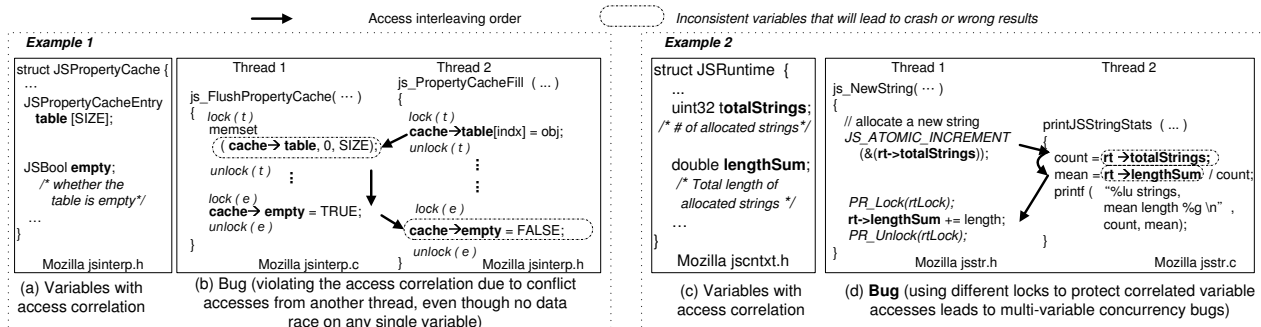 Access interleaving order
Inconsistent variables that will lead to crash or wrong results
Example 1
struct JSPropertyCache {
...
JSPropertyCacheEntry
table [SIZE];
JSBool empty;
/* whether the
table is empty*/
...
}
Mozilla jsinterp.h
(a) Variables with
access correlation
Thread 1
js_FlushPropertyCache( ... )
{
lock ( t )
memset
( cache→ table, 0, SIZE);
unlock ( t )
⋮
lock ( e )
cache→ empty = TRUE;
unlock ( e )
}
Mozilla jsinterp.c
Thread 2
js_PropertyCacheFill ( ... )
{
lock ( t )
cache→table[indx] = obj;
unlock ( t )
⋮
lock ( e )
cache→empty = FALSE;
unlock ( e )
}
Mozilla jsinterp.h
(b) Bug (violating the access correlation due to conflict
accesses from another thread, even though no data
race on any single variable)
Example 2
struct JSRuntime {
...
uint32 totalStrings;
/* # of allocated strings*/
double lengthSum;
/* Total length of
allocated strings */
...
}
Mozilla jscntxt.h
(c) Variables with
access correlation
Thread 1
js_NewString( ... )
{
// allocate a new string
JS_ATOMIC_INCREMENT
(&(rt->totalStrings));
PR_Lock(rtLock);
rt->lengthSum += length;
PR_Unlock(rtLock);
}
Mozilla jsstr.h
Thread 2
printJSStringStats ( ... )
{
count = rt →totalStrings;
mean = rt →lengthSum / count;
printf ( "%lu strings,
mean length %g \n" ,
count, mean);
}
Mozilla jsstr.c
(d) Bug (using different locks to protect correlated variable
accesses leads to multi-variable concurrency bugs)